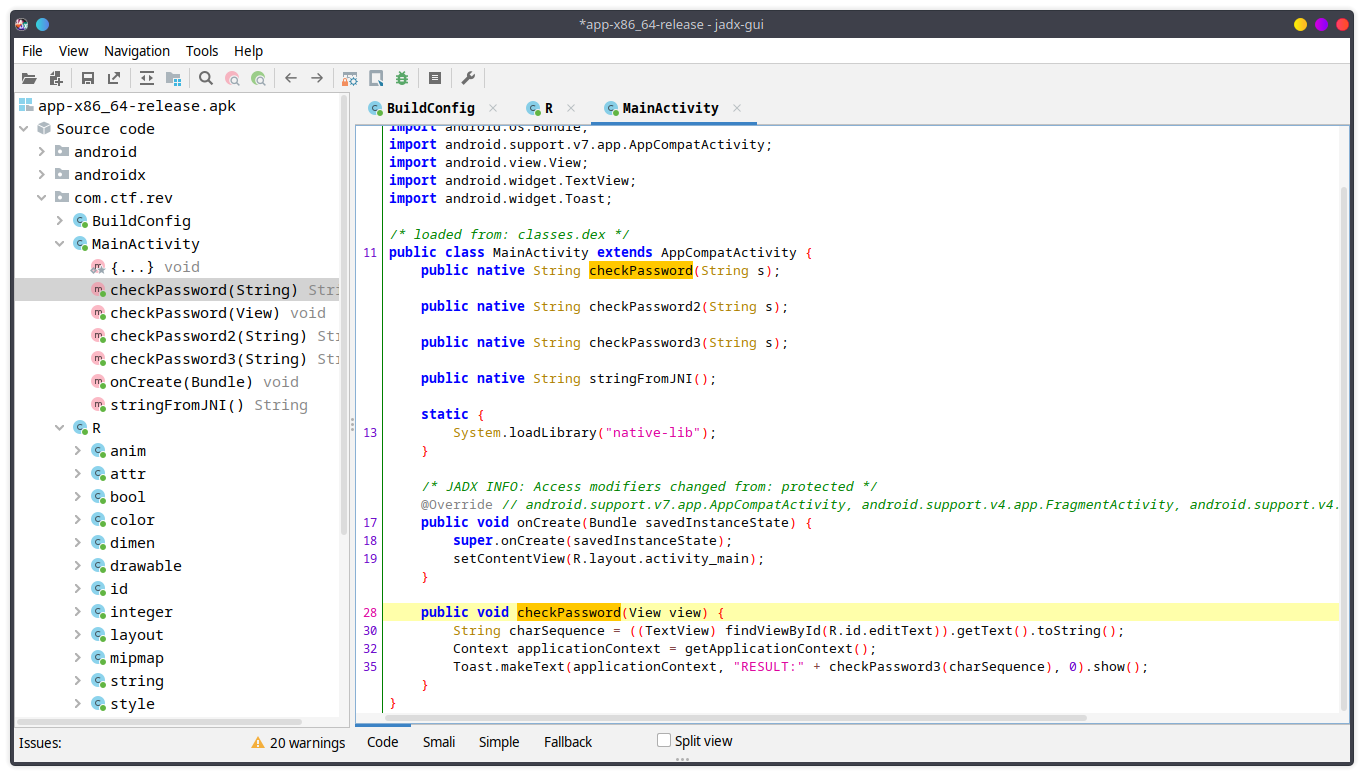 *app-x86_64-release - jadx-gui
File View Navigation Tools Help
app-x86_64-release.apk
Source code
android
androidx
com.ctf.rev
BuildConfig
MainActivity
{...} void
checkPassword(String) Stri
checkPassword(View) void
checkPassword2(String) Stri
checkPassword3(String) Stri
onCreate(Bundle) void
stringFromJNI() String
R
anim
attr
bool
color
dimen
drawable
id
integer
layout
mipmap
string
style
Issues: 20 warnings
BuildConfig R MainActivity
import android.os.Bundle;
import android.support.v7.app.AppCompatActivity;
import android.view.View;
import android.widget.TextView;
import android.widget.Toast;
/* loaded from: classes.dex */
11 public class MainActivity extends AppCompatActivity {
public native String checkPassword(String s);
public native String checkPassword2(String s);
public native String checkPassword3(String s);
public native String stringFromJNI();
static {
13 System.loadLibrary("native-lib");
}
/* JADX INFO: Access modifiers changed from: protected */
@Override // android.support.v7.app.AppCompatActivity, android.support.v4.app.FragmentActivity, android.support.v4.
17 public void onCreate(Bundle savedInstanceState) {
18 super.onCreate(savedInstanceState);
19 setContentView(R.layout.activity_main);
}
28 public void checkPassword(View view) {
30 String charSequence = ((TextView) findViewById(R.id.editText)).getText().toString();
32 Context applicationContext = getApplicationContext();
35 Toast.makeText(applicationContext, "RESULT:" + checkPassword3(charSequence), 0).show();
}
}
Code Smali Simple Fallback Split view